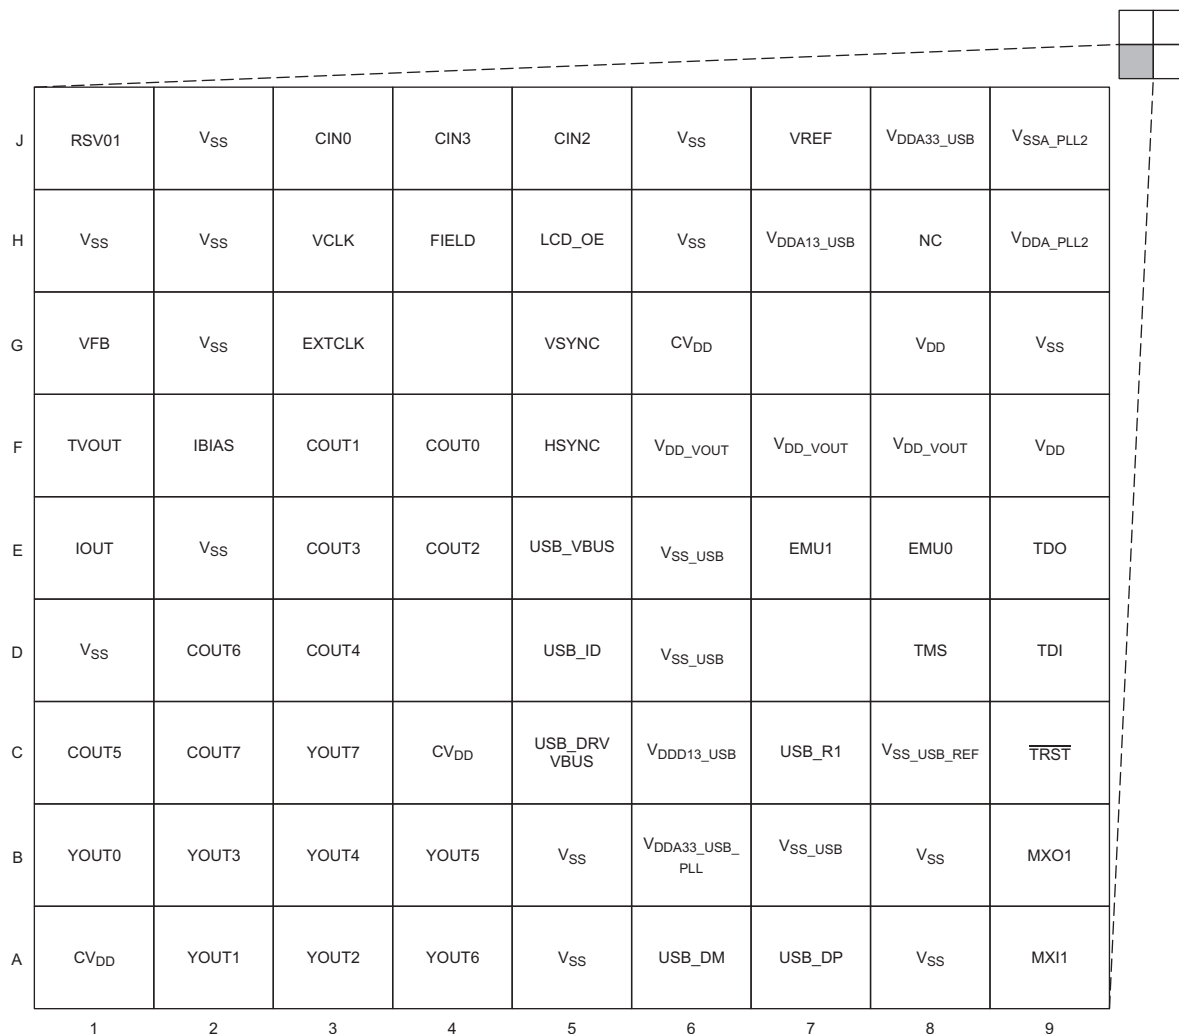 J RSV01 VSS CIN0 CIN3 CIN2 VSS VREF VDDA33_USB VSSA_PLL2
H VSS VSS VCLK FIELD LCD_OE VSS VDDA13_USB NC VDDA_PLL2
G VFB VSS EXTCLK VSYNC CVDD VDD VSS
F TVOUT IBIAS COUT1 COUT0 HSYNC VDD_VOUT VDD_VOUT VDD_VOUT VDD
E IOUT VSS COUT3 COUT2 USB_VBUS VSS_USB EMU1 EMU0 TDO
D VSS COUT6 COUT4 USB_ID VSS_USB TMS TDI
C COUT5 COUT7 YOUT7 CVDD USB_DRV
VBUS VDDD13_USB USB_R1 VSS_USB_REF TRST
B YOUT0 YOUT3 YOUT4 YOUT5 VSS VDDA33_USB_
PLL VSS_USB VSS MXO1
A CVDD YOUT1 YOUT2 YOUT6 VSS USB_DM USB_DP VSS MXI1
1 2 3 4 5 6 7 8 9